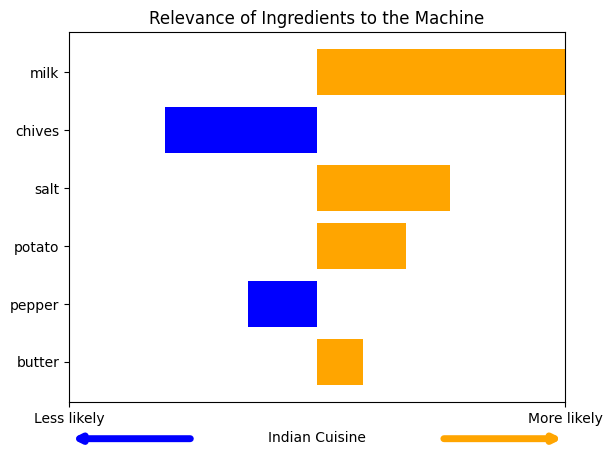 Relevance of Ingredients to the Machine
milk
chives
salt
potato
pepper
butter
Less likely
More likely
Indian Cuisine